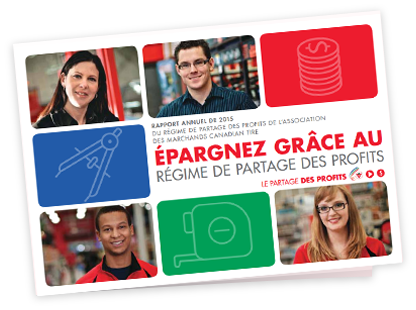 RAPPORT ANNUEL DE 2015
DU RÉGIME DE PARTAGE DES PROFITS DE L'ASSOCIATION
DES MARCHANDS CANADIAN TIRE
ÉPARGNEZ GRÂCE AU
RÉGIME DE PARTAGE DES PROFITS
LE PARTAGE DES PROFITS